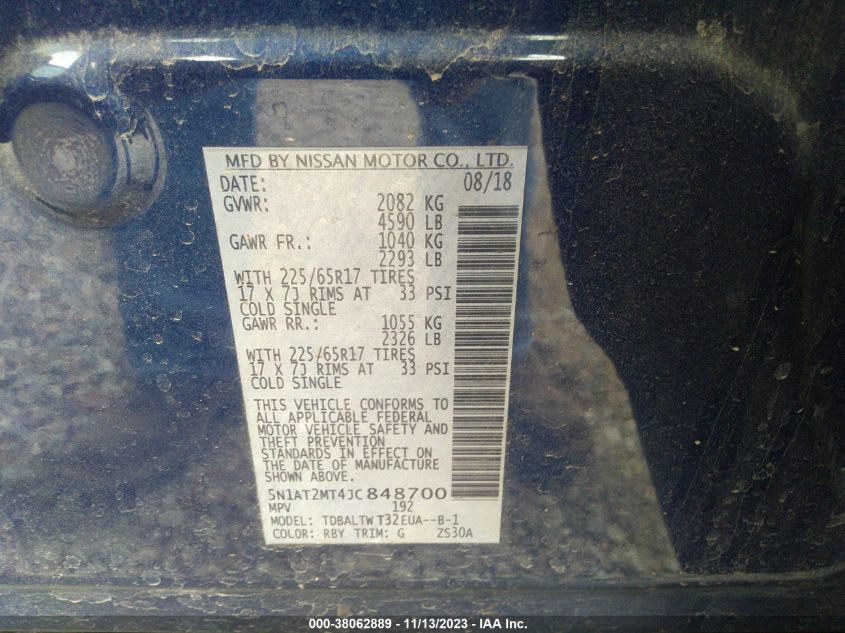 MFD BY NISSAN MOTOR CO., LTD.
DATE: 08/18
GVWR: 2082 KG
4590 LB
GAWR FR.: 1040 KG
2293 LB
WITH 225/65R17 TIRES
17 X 7J RIMS AT 33 PSI
COLD SINGLE
GAWR RR.: 1055 KG
2326 LB
WITH 225/65R17 TIRES
17 X 7J RIMS AT 33 PSI
COLD SINGLE
THIS VEHICLE CONFORMS TO
ALL APPLICABLE FEDERAL
MOTOR VEHICLE SAFETY AND
THEFT PREVENTION
STANDARDS IN EFFECT ON
THE DATE OF MANUFACTURE
SHOWN ABOVE.
5N1AT2MT4JC848700
MPV 192
MODEL: TDBALTW T32EUA--B-1
COLOR: RBY TRIM: G ZS30A
000-38062889 - 11/13/2023 - IAA Inc.